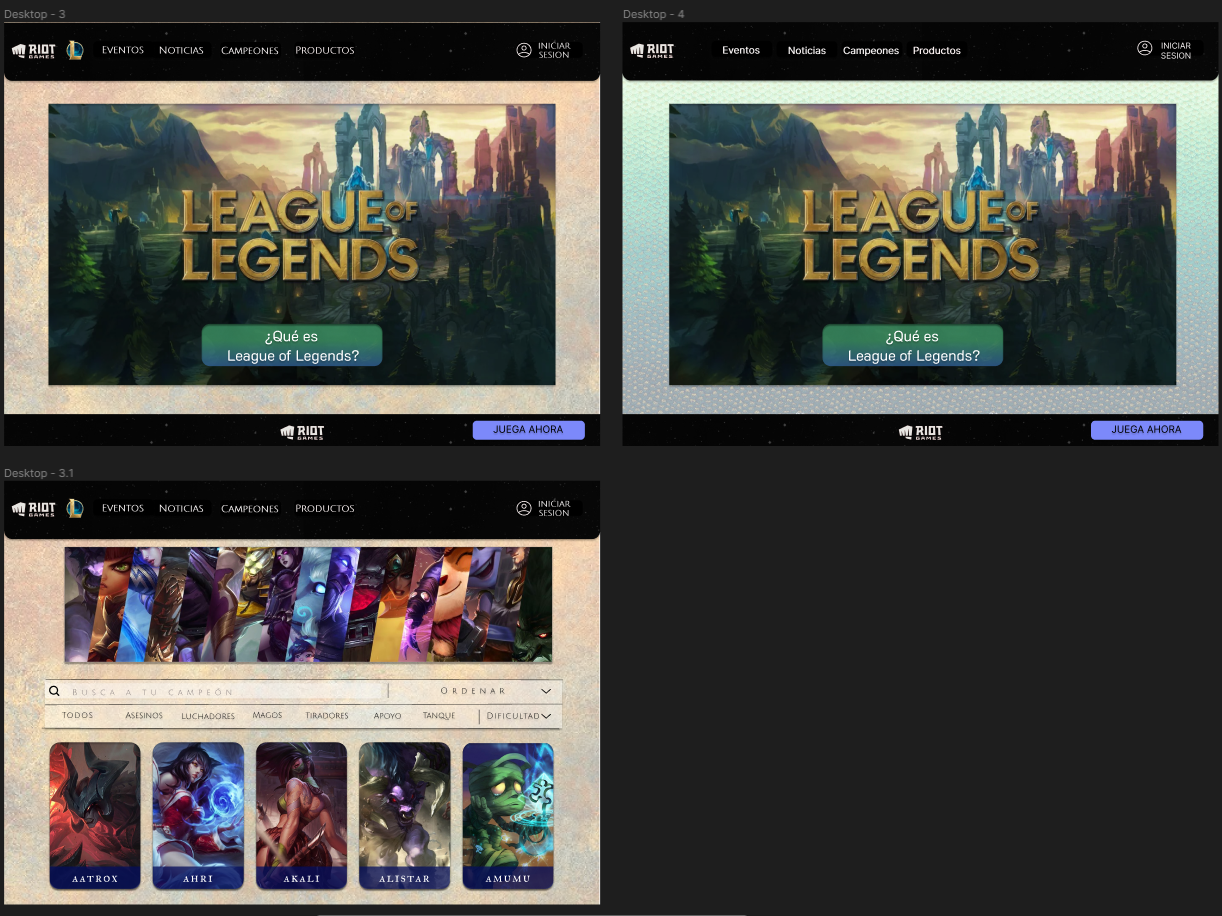 Desktop - 3
RIOT
GAMES
EVENTOS
NOTICIAS
CAMPEONES
PRODUCTOS
INICIAR
SESION
LEAGUE OF
LEGENDS
¿Qué es
League of Legends?
RIOT
GAMES
JUEGA AHORA
Desktop - 4
RIOT
GAMES
Eventos
Noticias
Campeones
Productos
INICIAR
SESION
LEAGUE OF
LEGENDS
¿Qué es
League of Legends?
RIOT
GAMES
JUEGA AHORA
Desktop - 3.1
RIOT
GAMES
EVENTOS
NOTICIAS
CAMPEONES
PRODUCTOS
INICIAR
SESION
BUSCA A TU CAMPEÓN
ORDENAR
TODOS
ASESINOS
LUCHADORES
MAGOS
TIRADORES
APOYO
TANQUE
DIFICULTAD
AATROX
AHRI
AKALI
ALISTAR
AMUMU